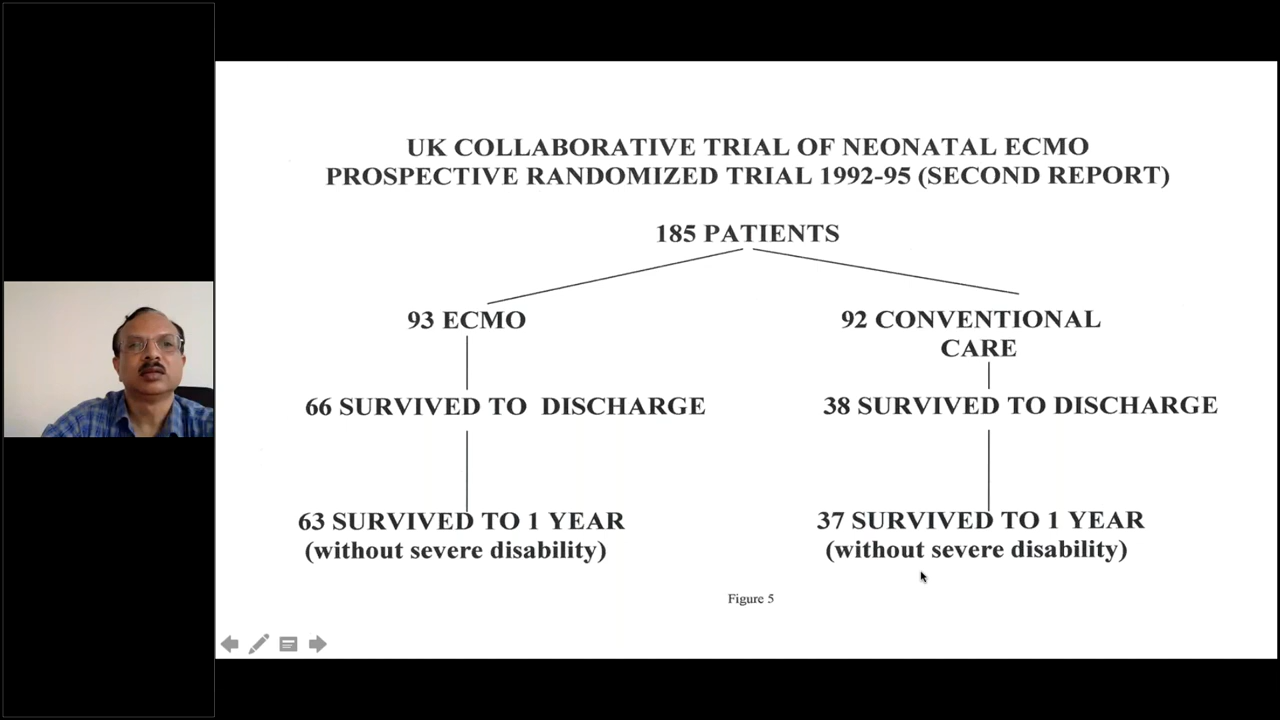 UK COLLABORATIVE TRIAL OF NEONATAL ECMO
PROSPECTIVE RANDOMIZED TRIAL 1992-95 (SECOND REPORT)
185 PATIENTS
93 ECMO
92 CONVENTIONAL
CARE
66 SURVIVED TO DISCHARGE
38 SURVIVED TO DISCHARGE
63 SURVIVED TO 1 YEAR
(without severe disability)
37 SURVIVED TO 1 YEAR
(without severe disability)
Figure 5